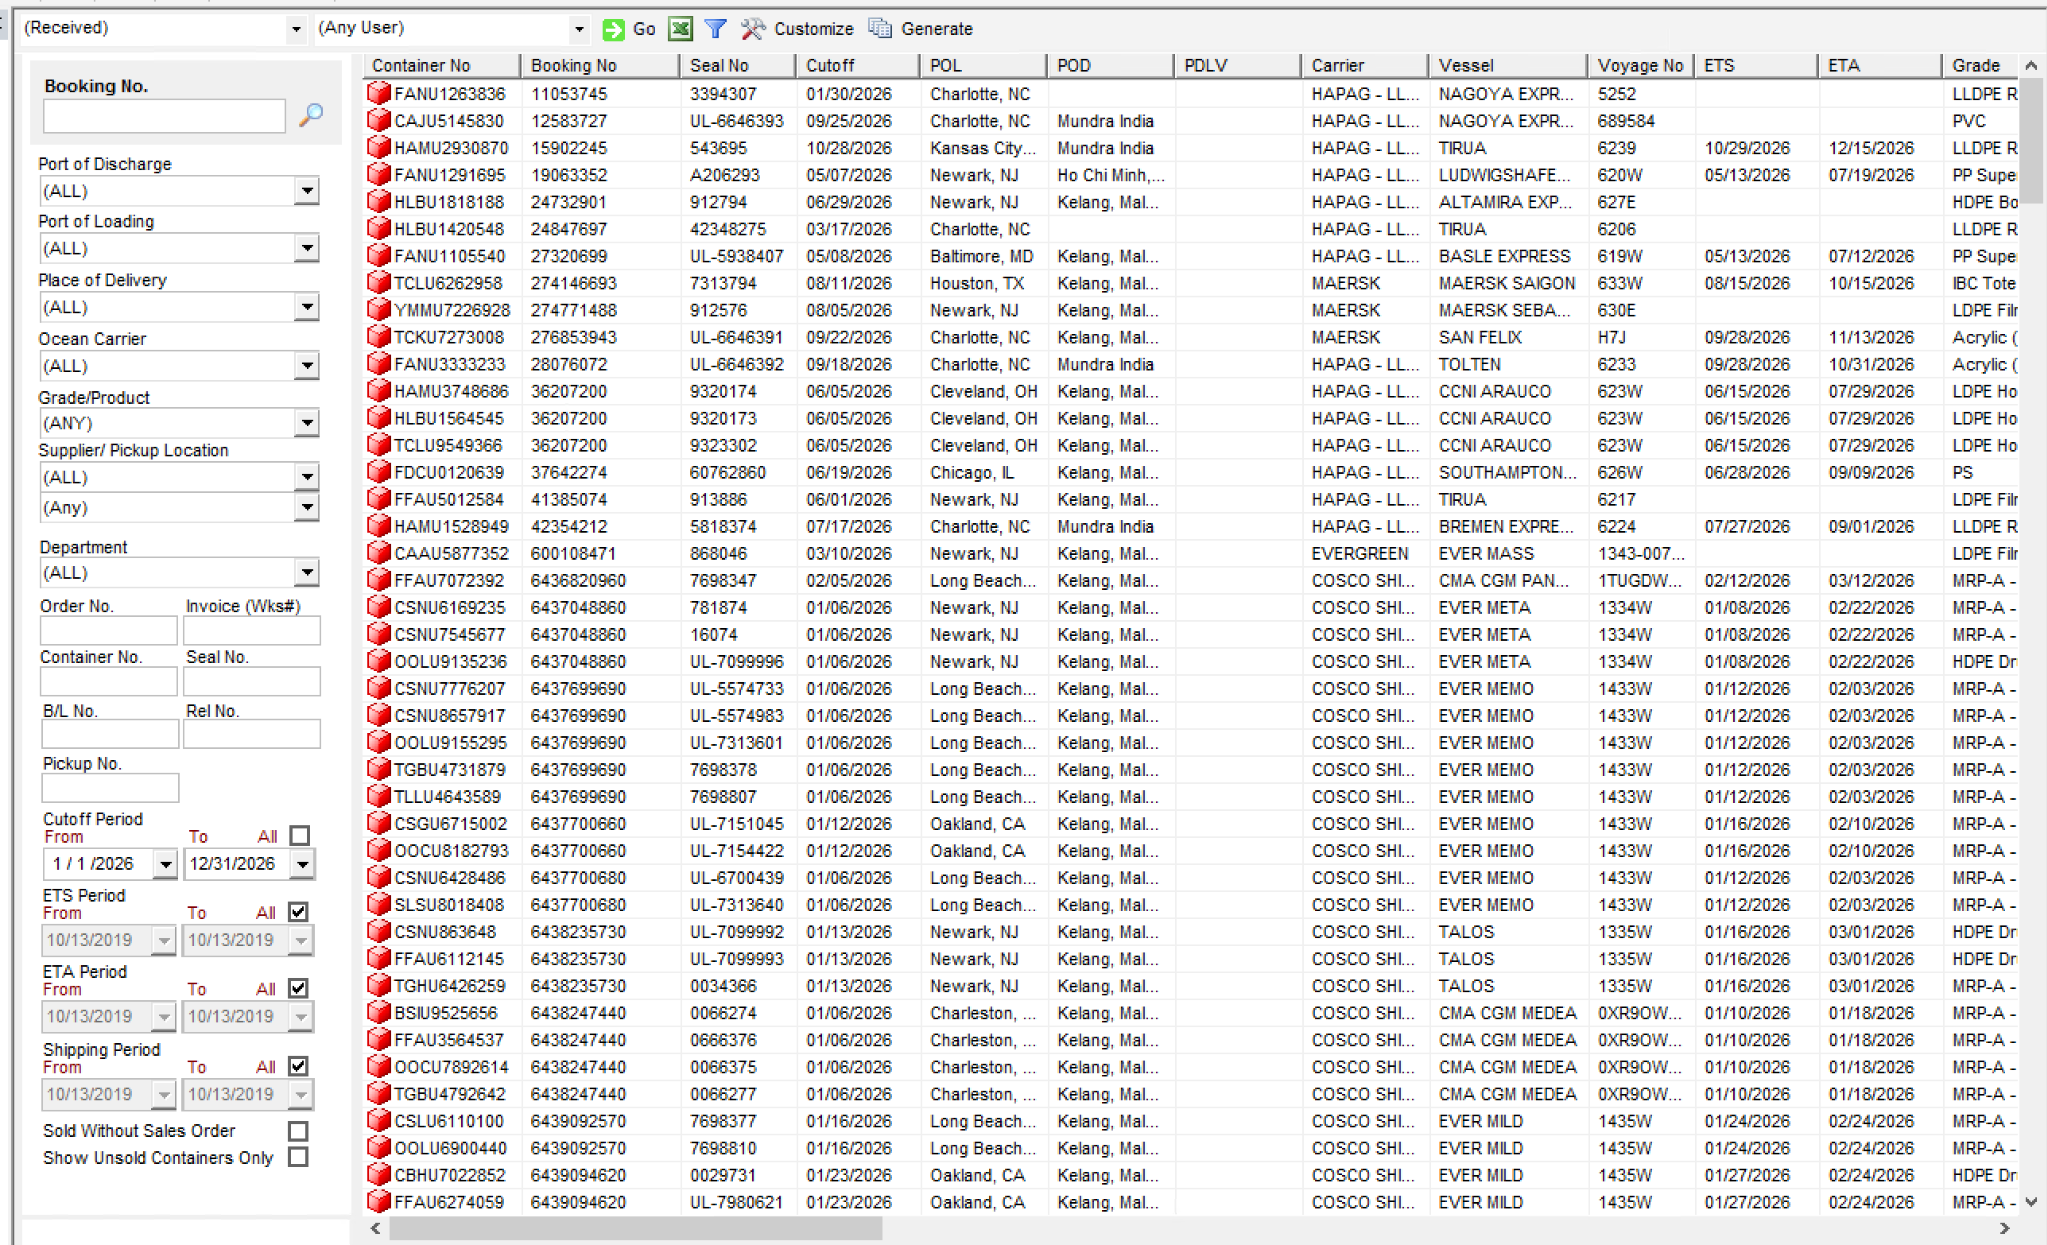 (Received) (Any User) Go Customize Generate
Booking No.
Port of Discharge
(ALL)
Port of Loading
(ALL)
Place of Delivery
(ALL)
Ocean Carrier
(ALL)
Grade/Product
(ANY)
Supplier/ Pickup Location
(ALL)
(Any)
Department
(ALL)
Order No. Invoice (Wks#)
Container No. Seal No.
B/L No. Rel No.
Pickup No.
Cutoff Period
From To All
1 / 1 /2026 12/31/2026
ETS Period
From To All
10/13/2019 10/13/2019
ETA Period
From To All
10/13/2019 10/13/2019
Shipping Period
From To All
10/13/2019 10/13/2019
Sold Without Sales Order
Show Unsold Containers Only
Container No Booking No Seal No Cutoff POL POD PDLV Carrier Vessel Voyage No ETS ETA Grade
FANU1263836 11053745 3394307 01/30/2026 Charlotte, NC HAPAG - LL... NAGOYA EXPR... 5252 LLDPE R
CAJU5145830 12583727 UL-6646393 09/25/2026 Charlotte, NC Mundra India HAPAG - LL... NAGOYA EXPR... 689584 PVC
HAMU2930870 15902245 543695 10/28/2026 Kansas City... Mundra India HAPAG - LL... TIRUA 6239 10/29/2026 12/15/2026 LLDPE R
FANU1291695 19063352 A206293 05/07/2026 Newark, NJ Ho Chi Minh,... HAPAG - LL... LUDWIGSHAFE... 620W 05/13/2026 07/19/2026 PP Supe
HLBU1818188 24732901 912794 06/29/2026 Newark, NJ Kelang, Mal... HAPAG - LL... ALTAMIRA EXP... 627E HDPE Bo
HLBU1420548 24847697 42348275 03/17/2026 Charlotte, NC HAPAG - LL... TIRUA 6206 LLDPE R
FANU1105540 27320699 UL-5938407 05/08/2026 Baltimore, MD Kelang, Mal... HAPAG - LL... BASLE EXPRESS 619W 05/13/2026 07/12/2026 PP Supe
TCLU6262958 274146693 7313794 08/11/2026 Houston, TX Kelang, Mal... MAERSK MAERSK SAIGON 633W 08/15/2026 10/15/2026 IBC Tote
YMMU7226928 274771488 912576 08/05/2026 Newark, NJ Kelang, Mal... MAERSK MAERSK SEBA... 630E LDPE Filr
TCKU7273008 276853943 UL-6646391 09/22/2026 Charlotte, NC Kelang, Mal... MAERSK SAN FELIX H7J 09/28/2026 11/13/2026 Acrylic (
FANU3333233 28076072 UL-6646392 09/18/2026 Charlotte, NC Mundra India HAPAG - LL... TOLTEN 6233 09/28/2026 10/31/2026 Acrylic (
HAMU3748686 36207200 9320174 06/05/2026 Cleveland, OH Kelang, Mal... HAPAG - LL... CCNI ARAUCO 623W 06/15/2026 07/29/2026 LDPE Ho
HLBU1564545 36207200 9320173 06/05/2026 Cleveland, OH Kelang, Mal... HAPAG - LL... CCNI ARAUCO 623W 06/15/2026 07/29/2026 LDPE Ho
TCLU9549366 36207200 9323302 06/05/2026 Cleveland, OH Kelang, Mal... HAPAG - LL... CCNI ARAUCO 623W 06/15/2026 07/29/2026 LDPE Ho
FDCU0120639 37642274 60762860 06/19/2026 Chicago, IL Kelang, Mal... HAPAG - LL... SOUTHAMPTON... 626W 06/28/2026 09/09/2026 PS
FFAU5012584 41385074 913886 06/01/2026 Newark, NJ Kelang, Mal... HAPAG - LL... TIRUA 6217 LDPE Filr
HAMU1528949 42354212 5818374 07/17/2026 Charlotte, NC Mundra India HAPAG - LL... BREMEN EXPRE... 6224 07/27/2026 09/01/2026 LLDPE R
CAAU5877352 600108471 868046 03/10/2026 Newark, NJ Kelang, Mal... EVERGREEN EVER MASS 1343-007... LDPE Filr
FFAU7072392 6436820960 7698347 02/05/2026 Long Beach... Kelang, Mal... COSCO SHI... CMA CGM PAN... 1TUGDW... 02/12/2026 03/12/2026 MRP-A -
CSNU6169235 6437048860 781874 01/06/2026 Newark, NJ Kelang, Mal... COSCO SHI... EVER META 1334W 01/08/2026 02/22/2026 MRP-A -
CSNU7545677 6437048860 16074 01/06/2026 Newark, NJ Kelang, Mal... COSCO SHI... EVER META 1334W 01/08/2026 02/22/2026 MRP-A -
OOLU9135236 6437048860 UL-7099996 01/06/2026 Newark, NJ Kelang, Mal... COSCO SHI... EVER META 1334W 01/08/2026 02/22/2026 HDPE Dr
CSNU7776207 6437699690 UL-5574733 01/06/2026 Long Beach... Kelang, Mal... COSCO SHI... EVER MEMO 1433W 01/12/2026 02/03/2026 MRP-A -
CSNU8657917 6437699690 UL-5574983 01/06/2026 Long Beach... Kelang, Mal... COSCO SHI... EVER MEMO 1433W 01/12/2026 02/03/2026 MRP-A -
OOLU9155295 6437699690 UL-7313601 01/06/2026 Long Beach... Kelang, Mal... COSCO SHI... EVER MEMO 1433W 01/12/2026 02/03/2026 MRP-A -
TGBU4731879 6437699690 7698378 01/06/2026 Long Beach... Kelang, Mal... COSCO SHI... EVER MEMO 1433W 01/12/2026 02/03/2026 MRP-A -
TLLU4643589 6437699690 7698807 01/06/2026 Long Beach... Kelang, Mal... COSCO SHI... EVER MEMO 1433W 01/12/2026 02/03/2026 MRP-A -
CSGU6715002 6437700660 UL-7151045 01/12/2026 Oakland, CA Kelang, Mal... COSCO SHI... EVER MEMO 1433W 01/16/2026 02/10/2026 MRP-A -
OOCU8182793 6437700660 UL-7154422 01/12/2026 Oakland, CA Kelang, Mal... COSCO SHI... EVER MEMO 1433W 01/16/2026 02/10/2026 MRP-A -
CSNU6428486 6437700680 UL-6700439 01/06/2026 Long Beach... Kelang, Mal... COSCO SHI... EVER MEMO 1433W 01/12/2026 02/03/2026 MRP-A -
SLSU8018408 6437700680 UL-7313640 01/06/2026 Long Beach... Kelang, Mal... COSCO SHI... EVER MEMO 1433W 01/12/2026 02/03/2026 MRP-A -
CSNU863648 6438235730 UL-7099992 01/13/2026 Newark, NJ Kelang, Mal... COSCO SHI... TALOS 1335W 01/16/2026 03/01/2026 HDPE Dr
FFAU6112145 6438235730 UL-7099993 01/13/2026 Newark, NJ Kelang, Mal... COSCO SHI... TALOS 1335W 01/16/2026 03/01/2026 HDPE Dr
TGHU6426259 6438235730 0034366 01/13/2026 Newark, NJ Kelang, Mal... COSCO SHI... TALOS 1335W 01/16/2026 03/01/2026 MRP-A -
BSIU9525656 6438247440 0066274 01/06/2026 Charleston, ... Kelang, Mal... COSCO SHI... CMA CGM MEDEA 0XR9OW... 01/10/2026 01/18/2026 MRP-A -
FFAU3564537 6438247440 0666376 01/06/2026 Charleston, ... Kelang, Mal... COSCO SHI... CMA CGM MEDEA 0XR9OW... 01/10/2026 01/18/2026 MRP-A -
OOCU7892614 6438247440 0066375 01/06/2026 Charleston, ... Kelang, Mal... COSCO SHI... CMA CGM MEDEA 0XR9OW... 01/10/2026 01/18/2026 MRP-A -
TGBU4792642 6438247440 0066277 01/06/2026 Charleston, ... Kelang, Mal... COSCO SHI... CMA CGM MEDEA 0XR9OW... 01/10/2026 01/18/2026 MRP-A -
CSLU6110100 6439092570 7698377 01/16/2026 Long Beach... Kelang, Mal... COSCO SHI... EVER MILD 1435W 01/24/2026 02/24/2026 MRP-A -
OOLU6900440 6439092570 7698810 01/16/2026 Long Beach... Kelang, Mal... COSCO SHI... EVER MILD 1435W 01/24/2026 02/24/2026 MRP-A -
CBHU7022852 6439094620 0029731 01/23/2026 Oakland, CA Kelang, Mal... COSCO SHI... EVER MILD 1435W 01/27/2026 02/24/2026 HDPE Dr
FFAU6274059 6439094620 UL-7980621 01/23/2026 Oakland, CA Kelang, Mal... COSCO SHI... EVER MILD 1435W 01/27/2026 02/24/2026 MRP-A -